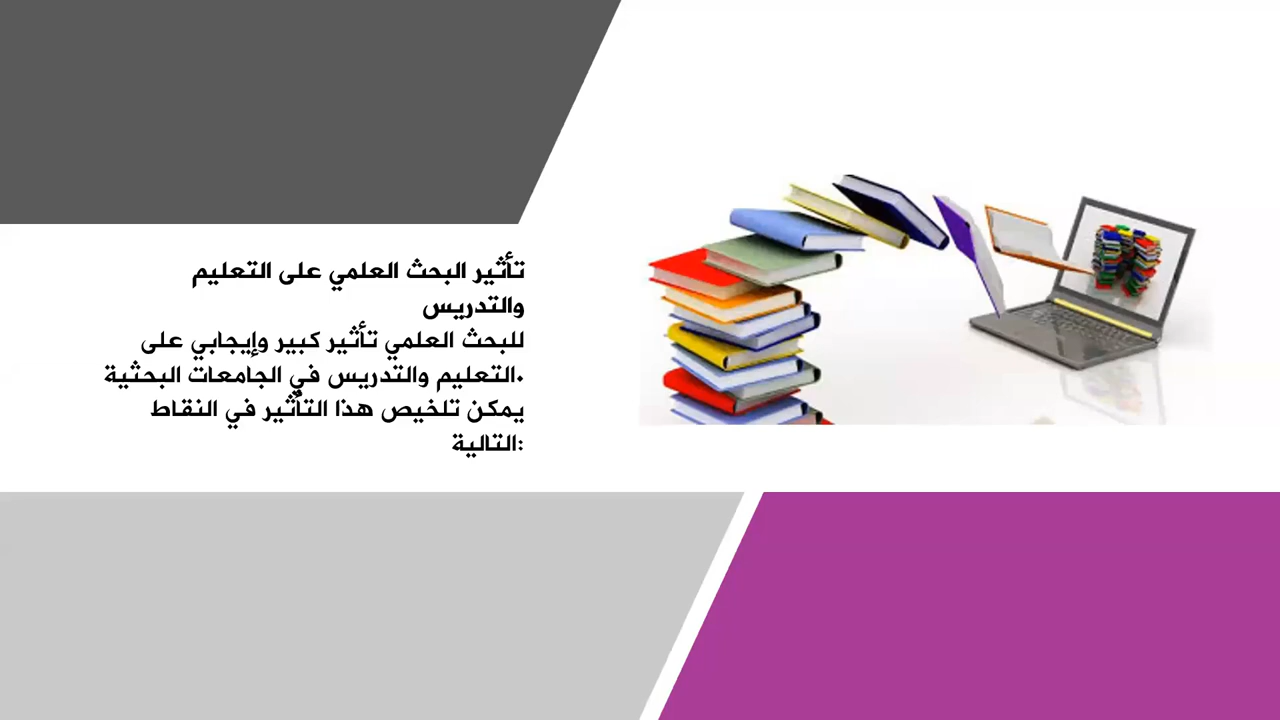 تأثير البحث العلمي على التعليم
والتدريس
للبحث العلمي تأثير كبير وإيجابي على
التعليم والتدريس في الجامعات البحثية.
يمكن تلخيص هذا التأثير في النقاط
التالية: